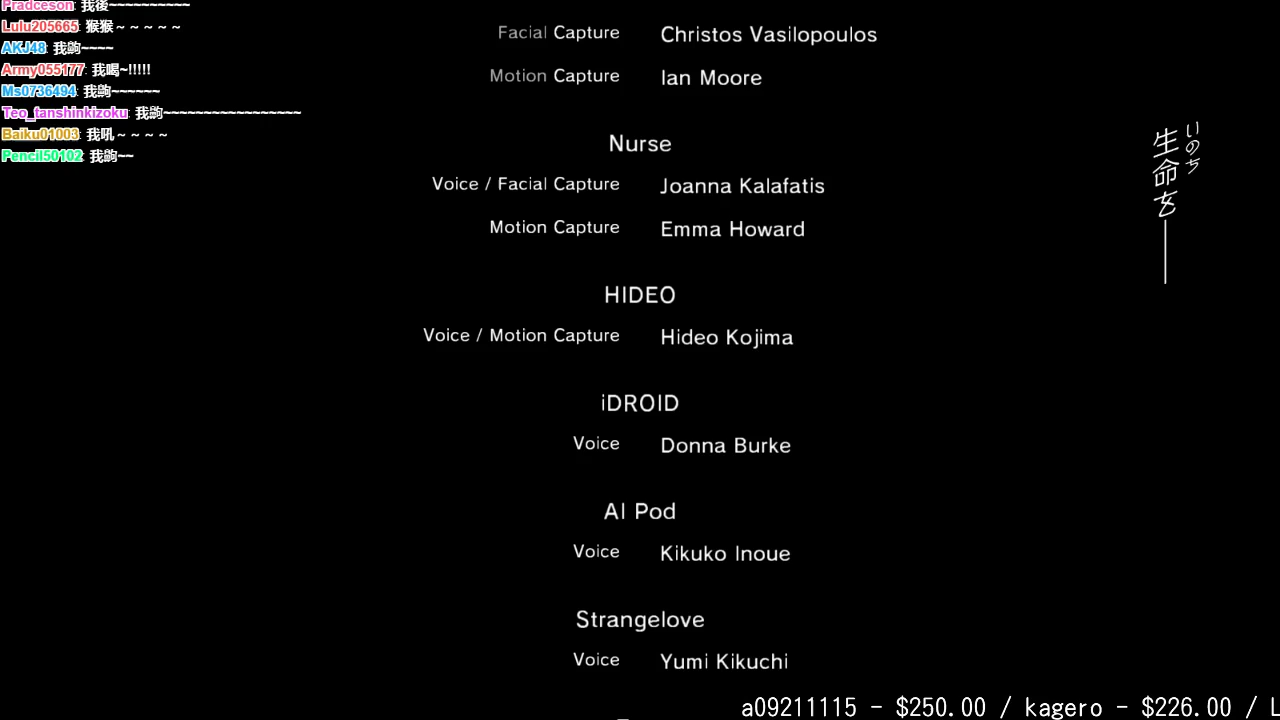 Pradceson: 我後~~~~~~~~~~
Lulu205665: 猴猴～～～～～
AKJ48: 我齁~~~~
Army055177: 我喝~!!!!!
Ms0736494: 我齁~~~~~~
Teo_tanshinkizoku: 我齁~~~~~~~~~~~~~~~~~
Baiku01003: 我吼～～～～
Pencil50102: 我齁~~
Facial Capture Christos Vasilopoulos
Motion Capture Ian Moore
Nurse
Voice / Facial Capture Joanna Kalafatis
Motion Capture Emma Howard
HIDEO
Voice / Motion Capture Hideo Kojima
iDROID
Voice Donna Burke
AI Pod
Voice Kikuko Inoue
Strangelove
Voice Yumi Kikuchi
いのち
生命を──
a09211115 - $250.00 / kagero - $226.00 / L